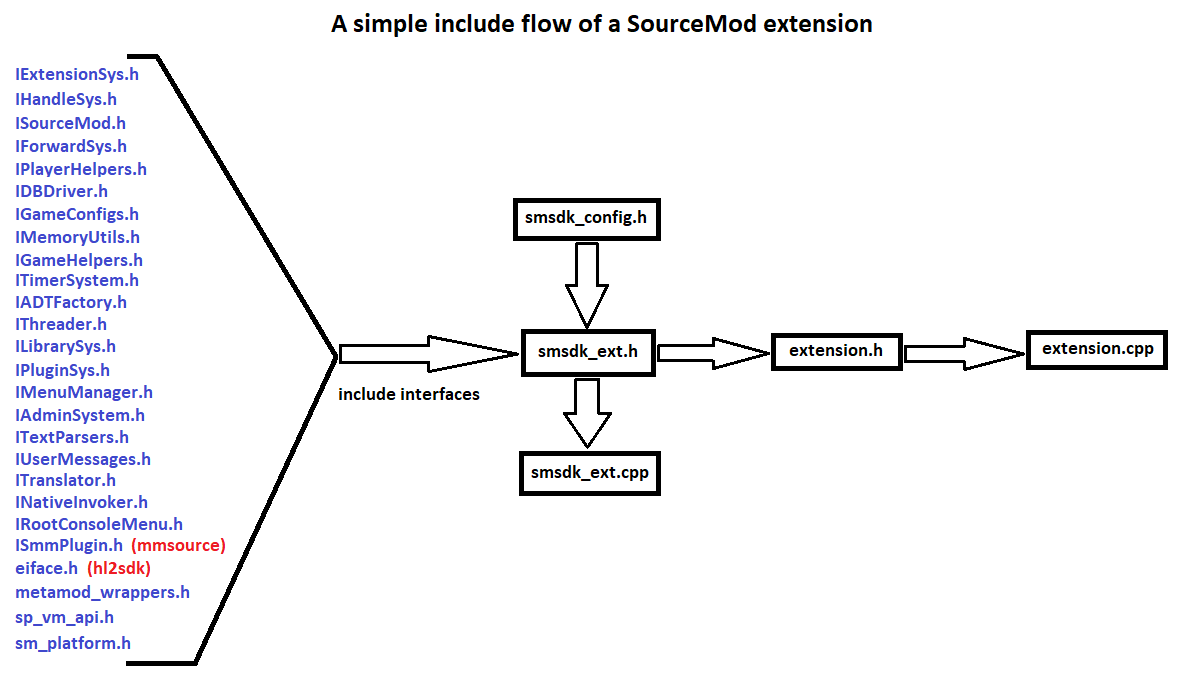 A simple include flow of a SourceMod extension
IExtensionSys.h
IHandleSys.h
ISourceMod.h
IForwardSys.h
IPlayerHelpers.h
IDBDriver.h
IGameConfigs.h
IMemoryUtils.h
IGameHelpers.h
ITimerSystem.h
IADTFactory.h
IThreader.h
ILibrarySys.h
IPluginSys.h
IMenuManager.h
IAdminSystem.h
ITextParsers.h
IUserMessages.h
ITranslator.h
INativeInvoker.h
IRootConsoleMenu.h
ISmmPlugin.h (mmsource)
eiface.h (hl2sdk)
metamod_wrappers.h
sp_vm_api.h
sm_platform.h
include interfaces
smsdk_config.h
smsdk_ext.h
smsdk_ext.cpp
extension.h
extension.cpp